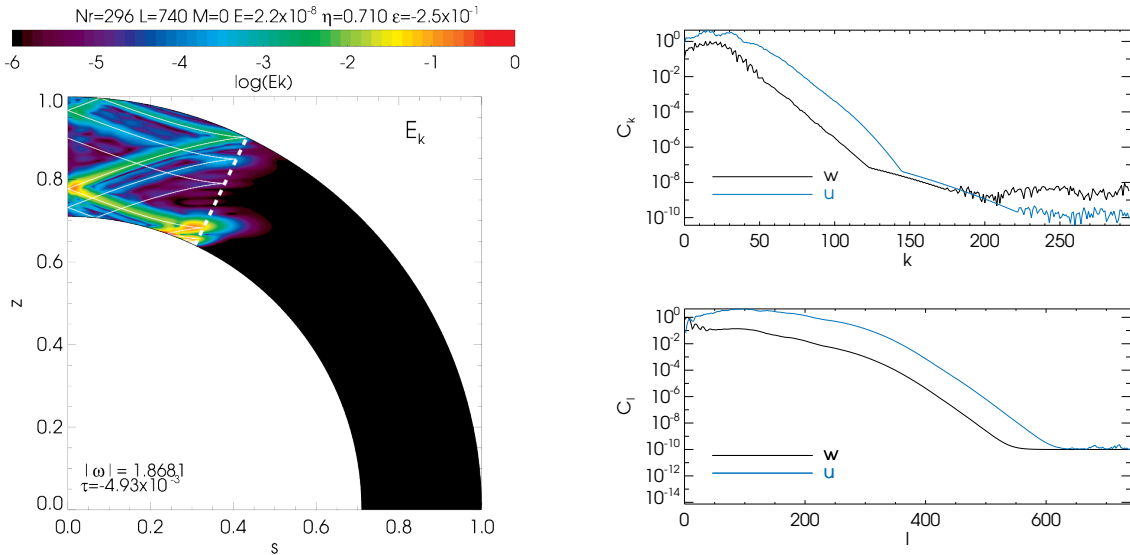 Nr=296 L=740 M=0 E=2.2x10⁻⁸ η=0.710 ε=-2.5x10⁻¹
-6 -5 -4 -3 -2 -1 0
log(Ek)
1.0
0.8
0.6
0.4
0.2
0.0
z
E_k
|ω| = 1.8681
τ=-4.93x10⁻³
0.0 0.2 0.4 0.6 0.8 1.0
s
10⁰
10⁻²
10⁻⁴
10⁻⁶
10⁻⁸
10⁻¹⁰
C_k
w
u
0 50 100 150 200 250
k
10⁰
10⁻²
10⁻⁴
10⁻⁶
10⁻⁸
10⁻¹⁰
10⁻¹²
10⁻¹⁴
C_l
w
u
0 200 400 600
l